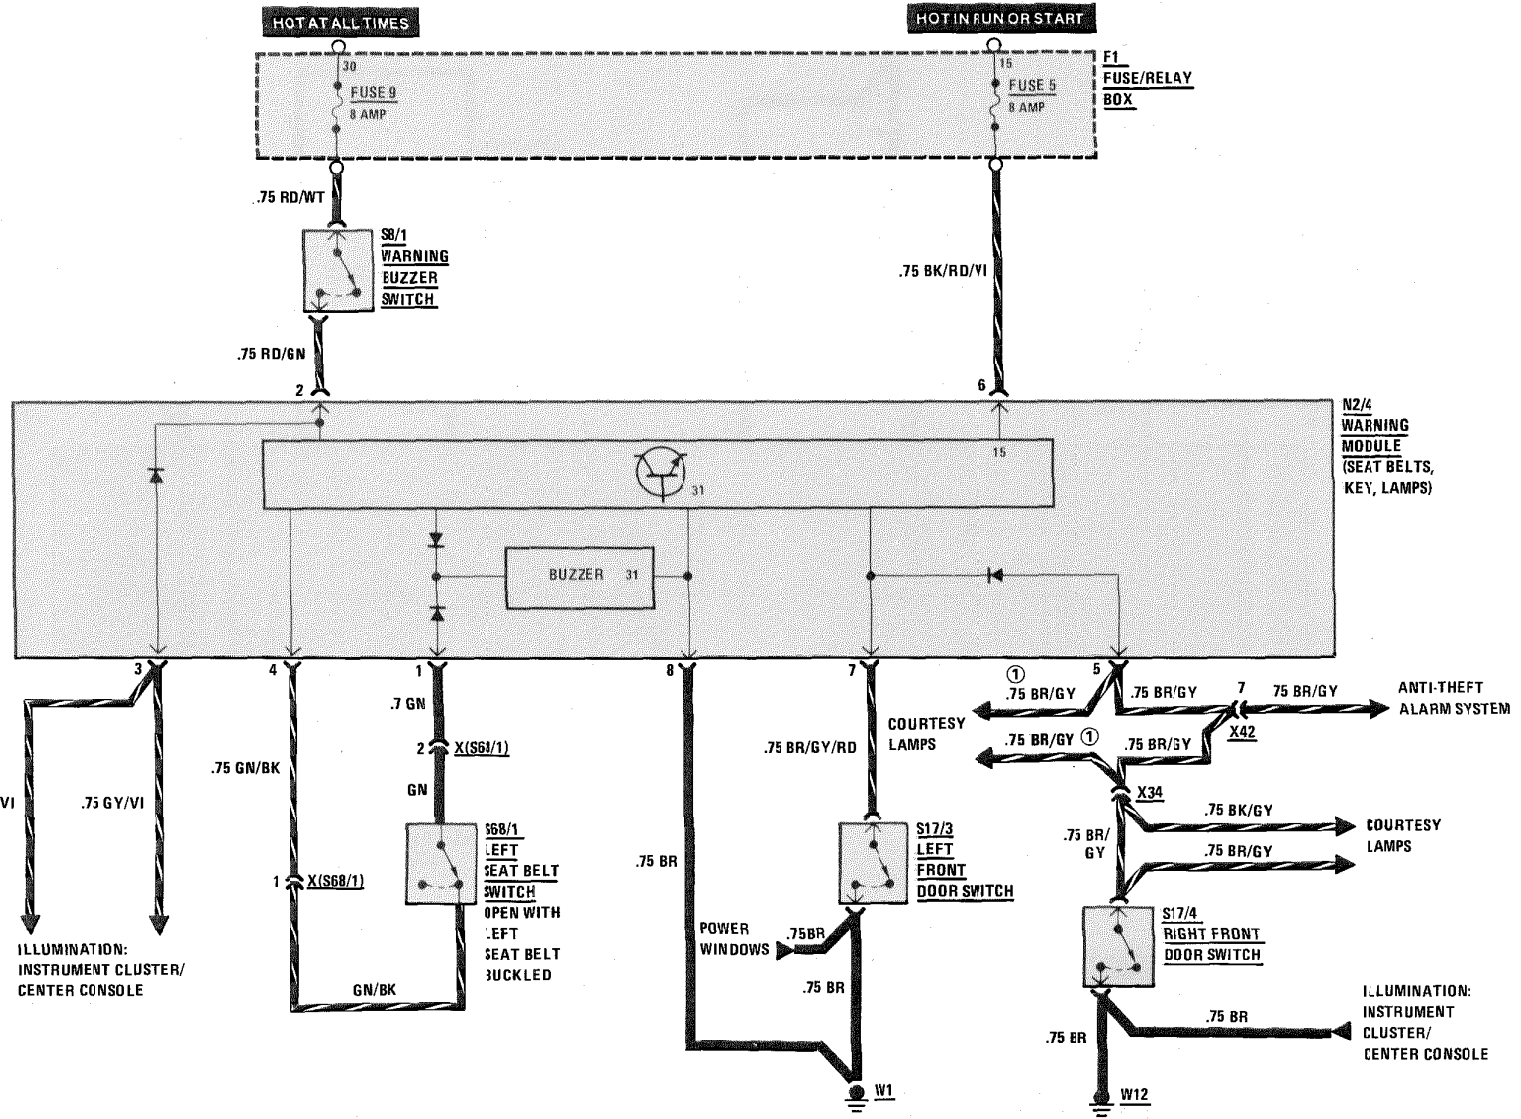 HOT AT ALL TIMES
HOT IN RUN OR START
30
FUSE 9
8 AMP
15
FUSE 5
8 AMP
F1
FUSE/RELAY
BOX
.75 RD/WT
S8/1
WARNING
BUZZER
SWITCH
.75 BK/RD/VI
.75 RD/GN
2
6
N2/4
WARNING
MODULE
(SEAT BELTS,
KEY, LAMPS)
15
31
BUZZER 31
3
4
1
8
7
5
.7 GN
2
X(S68/1)
GN
.75 GN/BK
VI
.75 GY/VI
1
X(S68/1)
S68/1
LEFT
SEAT BELT
SWITCH
OPEN WITH
LEFT
SEAT BELT
BUCKLED
GN/BK
ILLUMINATION:
INSTRUMENT CLUSTER/
CENTER CONSOLE
.75 BR
.75 BR/GY/RD
S17/3
LEFT
FRONT
DOOR SWITCH
POWER
WINDOWS
.75BR
.75 BR
W1
1
.75 BR/GY
.75 BR/GY
7
75 BR/GY
ANTI-THEFT
ALARM SYSTEM
COURTESY
LAMPS
.75 BR/GY 1
.75 BR/GY
X42
X34
.75 BR/
GY
.75 BK/GY
COURTESY
LAMPS
.75 BR/GY
S17/4
RIGHT FRONT
DOOR SWITCH
.75 BR
.75 BR
ILLUMINATION:
INSTRUMENT
CLUSTER/
CENTER CONSOLE
W12